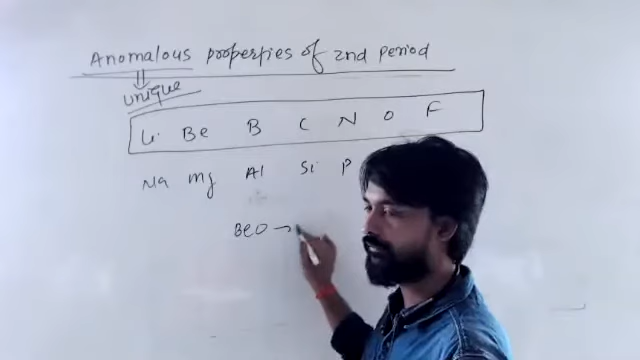 Anomalous properties of 2nd period
unique
Li Be B C N O F
Na Mg Al Si P
BeO →